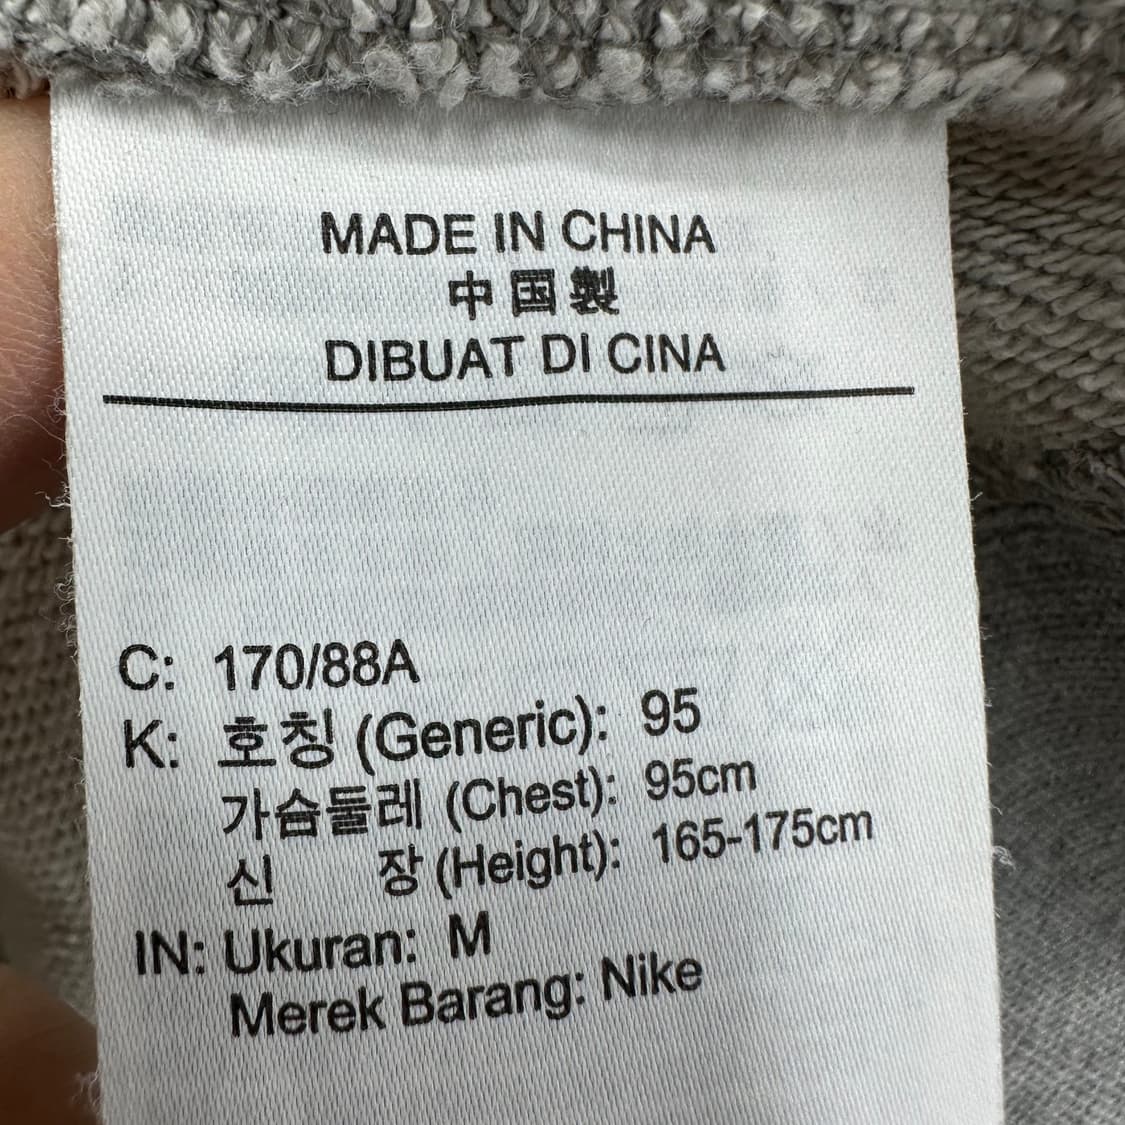 MADE IN CHINA
中国製
DIBUAT DI CINA
C: 170/88A
K: 호칭 (Generic): 95
가슴둘레 (Chest): 95cm
신 장 (Height): 165-175cm
IN: Ukuran: M
Merek Barang: Nike